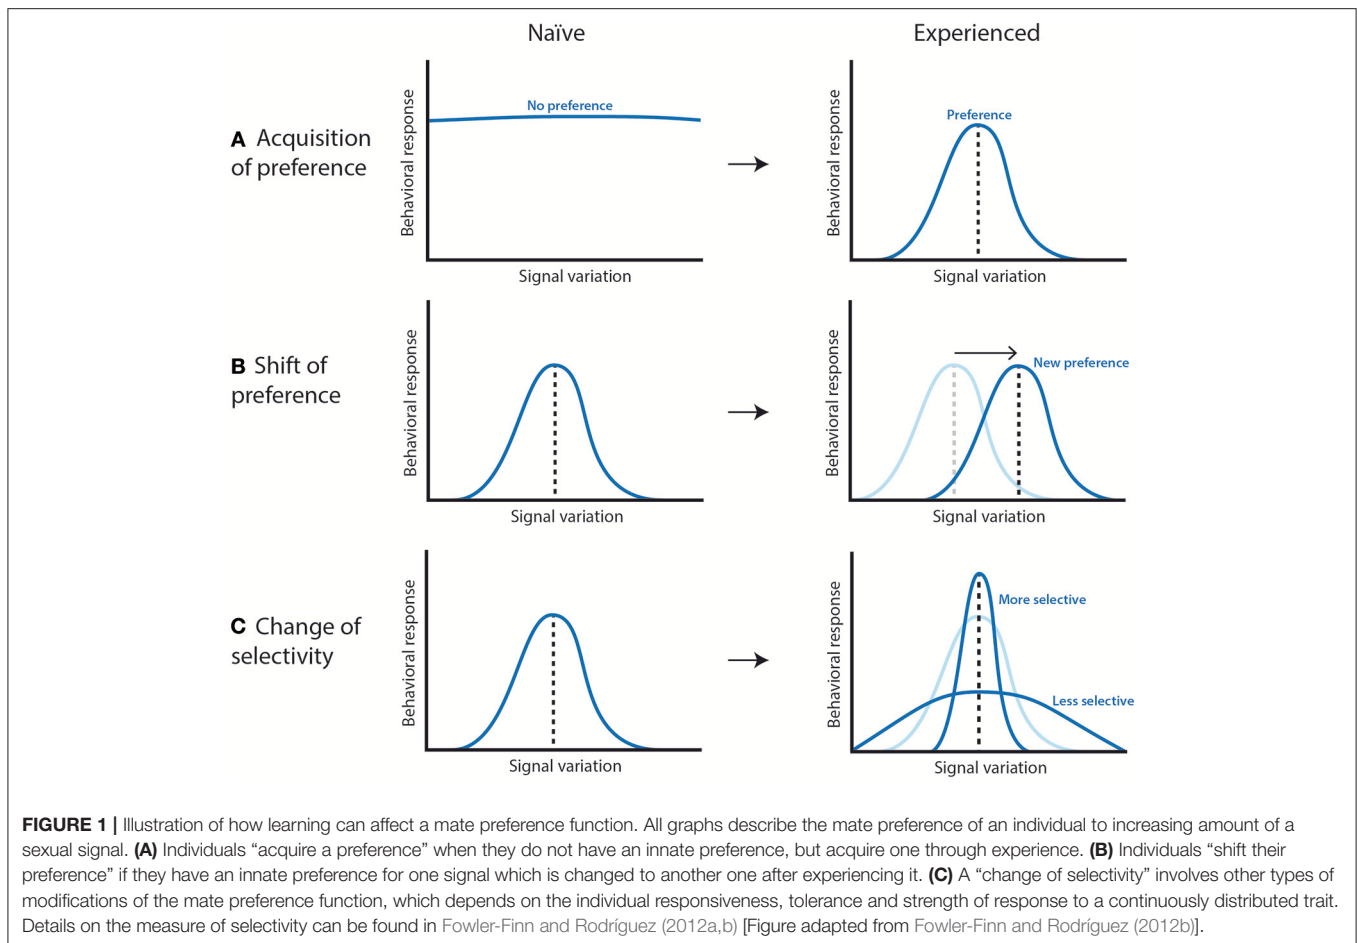 Naïve
Experienced
A Acquisition
of preference
Behavioral response
No preference
Signal variation
Behavioral response
Preference
Signal variation
B Shift of
preference
Behavioral response
Signal variation
Behavioral response
New preference
Signal variation
C Change of
selectivity
Behavioral response
Signal variation
Behavioral response
More selective
Less selective
Signal variation
FIGURE 1 | Illustration of how learning can affect a mate preference function. All graphs describe the mate preference of an individual to increasing amount of a
sexual signal. (A) Individuals “acquire a preference” when they do not have an innate preference, but acquire one through experience. (B) Individuals “shift their
preference” if they have an innate preference for one signal which is changed to another one after experiencing it. (C) A “change of selectivity” involves other types of
modifications of the mate preference function, which depends on the individual responsiveness, tolerance and strength of response to a continuously distributed trait.
Details on the measure of selectivity can be found in Fowler-Finn and Rodríguez (2012a,b) [Figure adapted from Fowler-Finn and Rodríguez (2012b)].